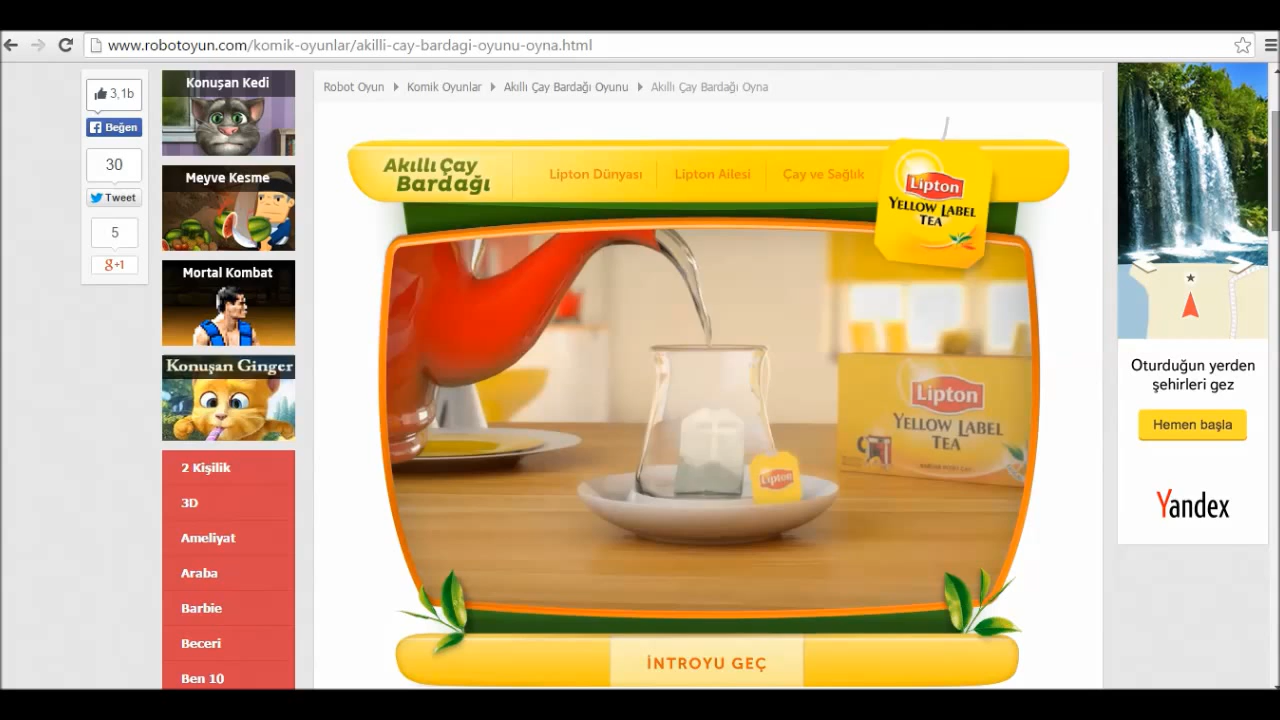 www.robotoyun.com/komik-oyunlar/akilli-cay-bardagi-oyunu-oyna.html
3,1b
Beğen
30
Tweet
5
g+1
Konuşan Kedi
Meyve Kesme
Mortal Kombat
Konuşan Ginger
2 Kişilik
3D
Ameliyat
Araba
Barbie
Beceri
Ben 10
Robot Oyun
Komik Oyunlar
Akıllı Çay Bardağı Oyunu
Akıllı Çay Bardağı Oyna
Akıllı Çay
Bardağı
Lipton Dünyası
Lipton Ailesi
Çay ve Sağlık
Lipton
YELLOW LABEL
TEA
Lipton
YELLOW LABEL
TEA
Lipton
İNTROYU GEÇ
Oturduğun yerden
şehirleri gez
Hemen başla
Yandex